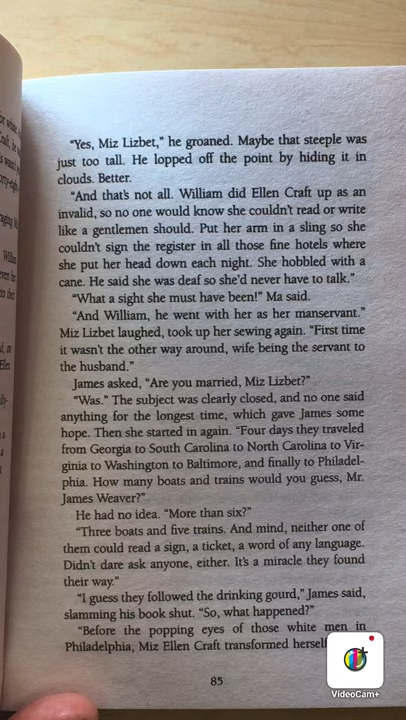 "Yes, Miz Lizbet," he groaned. Maybe that steeple was
just too tall. He lopped off the point by hiding it in
clouds. Better.
"And that's not all. William did Ellen Craft up as an
invalid, so no one would know she couldn't read or write
like a gentlemen should. Put her arm in a sling so she
couldn't sign the register in all those fine hotels where
she put her head down each night. She hobbled with a
cane. He said she was deaf so she'd never have to talk."
"What a sight she must have been!" Ma said.
"And William, he went with her as her manservant."
Miz Lizbet laughed, took up her sewing again. "First time
it wasn't the other way around, wife being the servant to
the husband."
James asked, "Are you married, Miz Lizbet?"
"Was." The subject was clearly closed, and no one said
anything for the longest time, which gave James some
hope. Then she started in again. "Four days they traveled
from Georgia to South Carolina to North Carolina to Vir-
ginia to Washington to Baltimore, and finally to Philadel-
phia. How many boats and trains would you guess, Mr.
James Weaver?"
He had no idea. "More than six?"
"Three boats and five trains. And mind, neither one of
them could read a sign, a ticket, a word of any language.
Didn't dare ask anyone, either. It's a miracle they found
their way."
"I guess they followed the drinking gourd," James said,
slamming his book shut. "So, what happened?"
"Before the popping eyes of those white men in
Philadelphia, Miz Ellen Craft transformed herself
85
VideoCam+